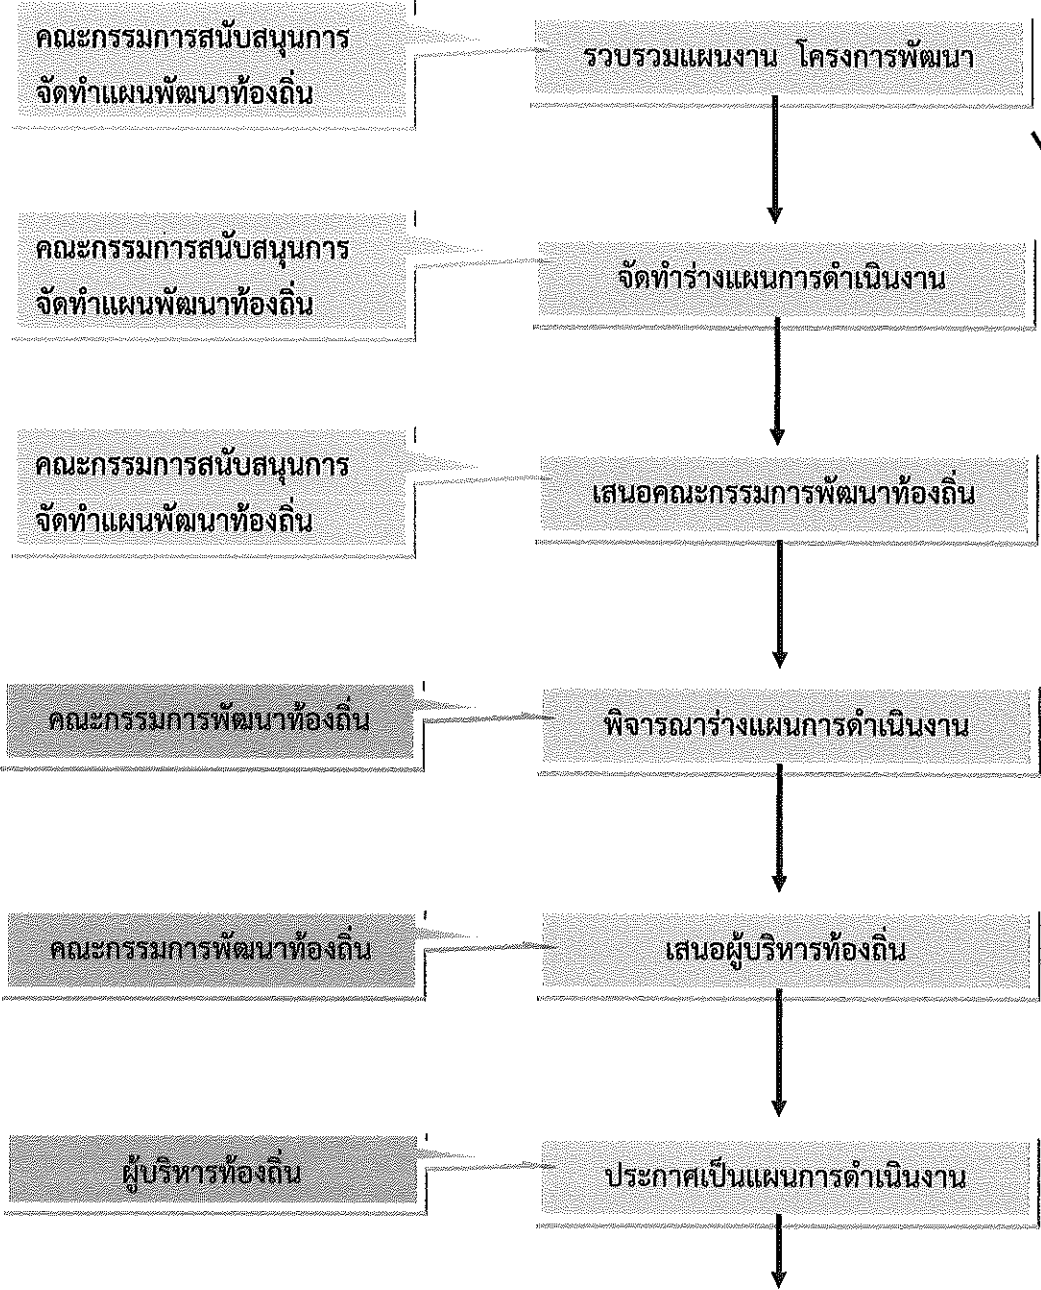 คณะกรรมการสนับสนุนการ
จัดทำแผนพัฒนาท้องถิ่น
รวบรวมแผนงาน โครงการพัฒนา
คณะกรรมการสนับสนุนการ
จัดทำแผนพัฒนาท้องถิ่น
จัดทำร่างแผนการดำเนินงาน
คณะกรรมการสนับสนุนการ
จัดทำแผนพัฒนาท้องถิ่น
เสนอคณะกรรมการพัฒนาท้องถิ่น
คณะกรรมการพัฒนาท้องถิ่น
พิจารณาร่างแผนการดำเนินงาน
คณะกรรมการพัฒนาท้องถิ่น
เสนอผู้บริหารท้องถิ่น
ผู้บริหารท้องถิ่น
ประกาศเป็นแผนการดำเนินงาน